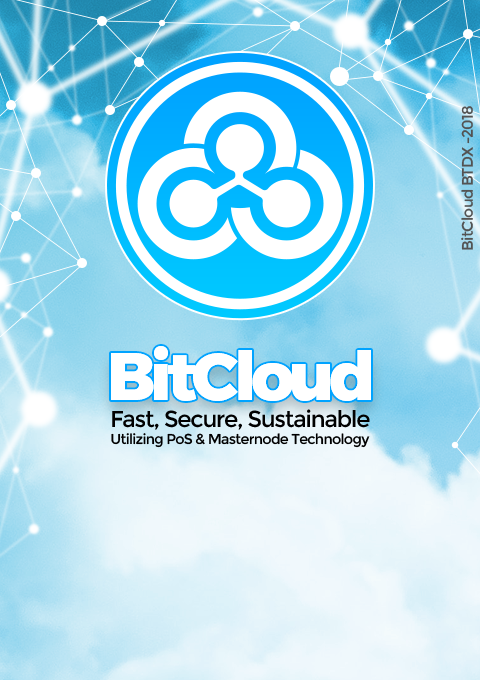 BitCloud BTDX -2018
BitCloud
Fast, Secure, Sustainable
Utilizing PoS & Masternode Technology